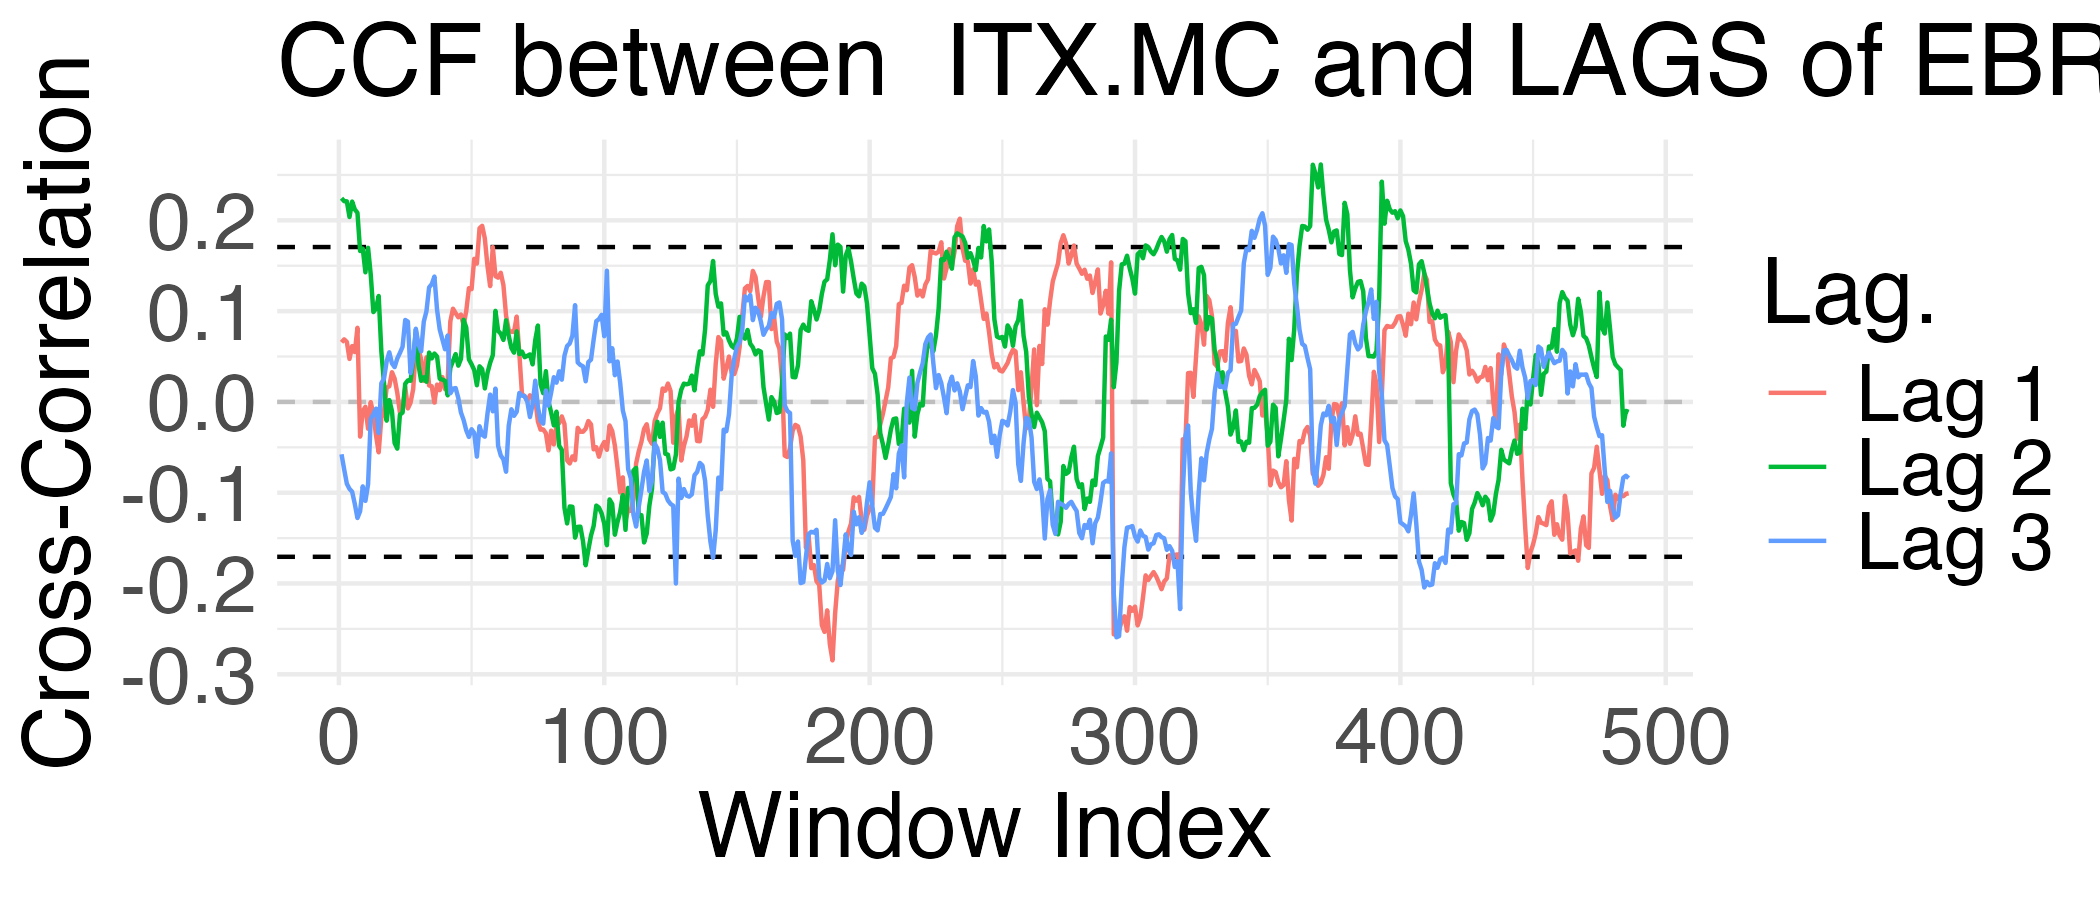 CCF between  ITX.MC and LAGS of EBR
Cross-Correlation
0.2
0.1
0.0
-0.1
-0.2
-0.3
0 100 200 300 400 500
Window Index
Lag.
Lag 1
Lag 2
Lag 3